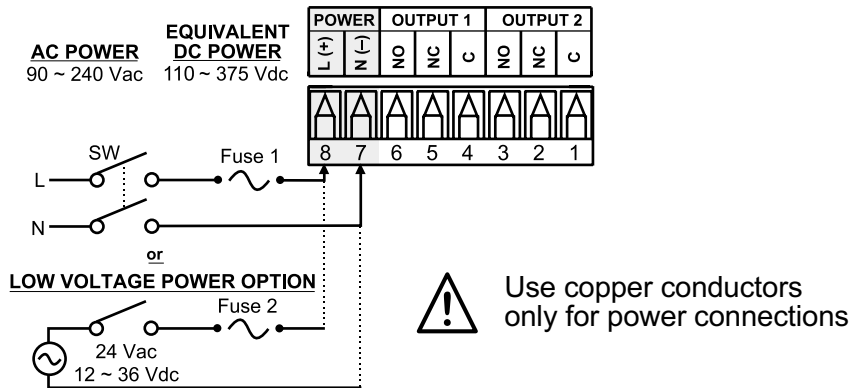 POWER OUTPUT 1 OUTPUT 2
L (+) N (−) NO NC C NO NC C
AC POWER
90 ~ 240 Vac
EQUIVALENT
DC POWER
110 ~ 375 Vdc
8 7 6 5 4 3 2 1
SW
Fuse 1
L
N
or
LOW VOLTAGE POWER OPTION
Fuse 2
24 Vac
12 ~ 36 Vdc
Use copper conductors
only for power connections